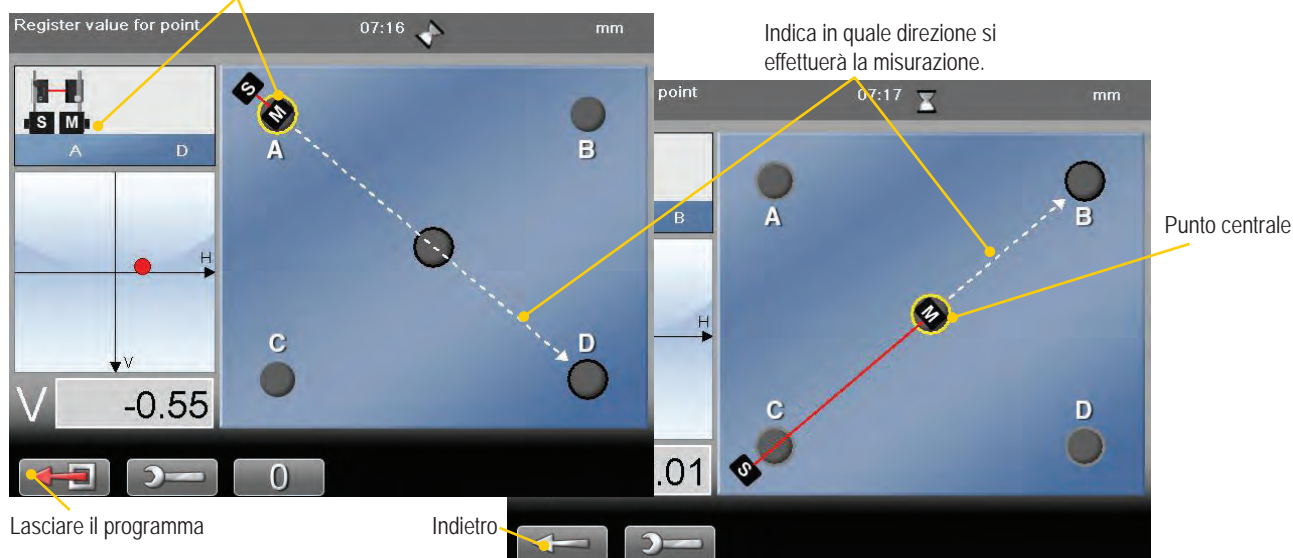 Register value for point
07:16
mm
S M
A D
S
M
A
B
H
V
C
D
V
-0.55
0
Lasciare il programma
Indica in quale direzione si
effettuerà la misurazione.
point
07:17
mm
B
A
B
M
H
C
D
S
.01
Punto centrale
Indietro